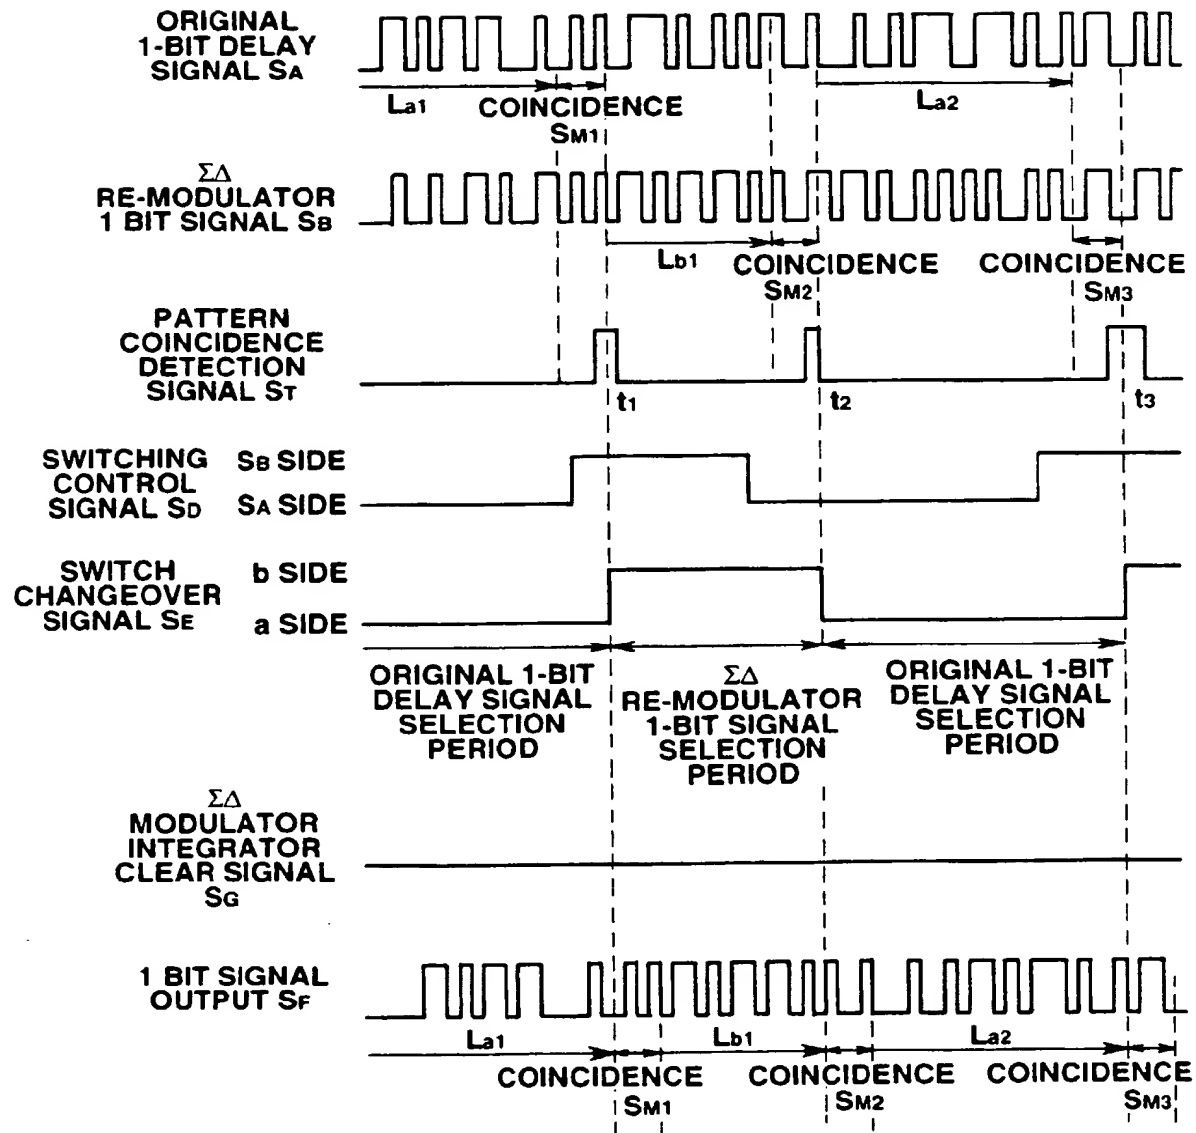 ORIGINAL
1-BIT DELAY
SIGNAL SA
La1
COINCIDENCE
SM1
La2
ΣΔ
RE-MODULATOR
1 BIT SIGNAL SB
Lb1
COINCIDENCE
SM2
COINCIDENCE
SM3
PATTERN
COINCIDENCE
DETECTION
SIGNAL ST
t1
t2
t3
SWITCHING
CONTROL
SIGNAL SD
SB SIDE
SA SIDE
SWITCH
CHANGEOVER
SIGNAL SE
b SIDE
a SIDE
ORIGINAL 1-BIT
DELAY SIGNAL
SELECTION
PERIOD
ΣΔ
RE-MODULATOR
1-BIT SIGNAL
SELECTION
PERIOD
ORIGINAL 1-BIT
DELAY SIGNAL
SELECTION
PERIOD
ΣΔ
MODULATOR
INTEGRATOR
CLEAR SIGNAL
SG
1 BIT SIGNAL
OUTPUT SF
La1
Lb1
La2
COINCIDENCE
SM1
COINCIDENCE
SM2
COINCIDENCE
SM3